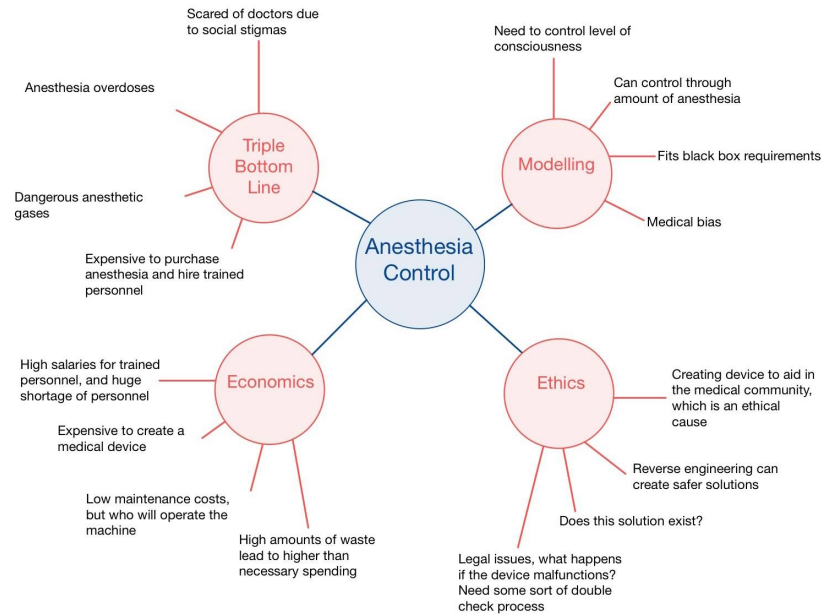 Scared of doctors due
to social stigmas
Anesthesia overdoses
Triple
Bottom
Line
Dangerous anesthetic
gases
Expensive to purchase
anesthesia and hire trained
personnel
Need to control level of
consciousness
Can control through
amount of anesthesia
Modelling
Fits black box requirements
Medical bias
Anesthesia
Control
High salaries for trained
personnel, and huge
shortage of personnel
Economics
Expensive to create a
medical device
Low maintenance costs,
but who will operate the
machine
High amounts of waste
lead to higher than
necessary spending
Ethics
Creating device to aid in
the medical community,
which is an ethical
cause
Reverse engineering can
create safer solutions
Does this solution exist?
Legal issues, what happens
if the device malfunctions?
Need some sort of double
check process